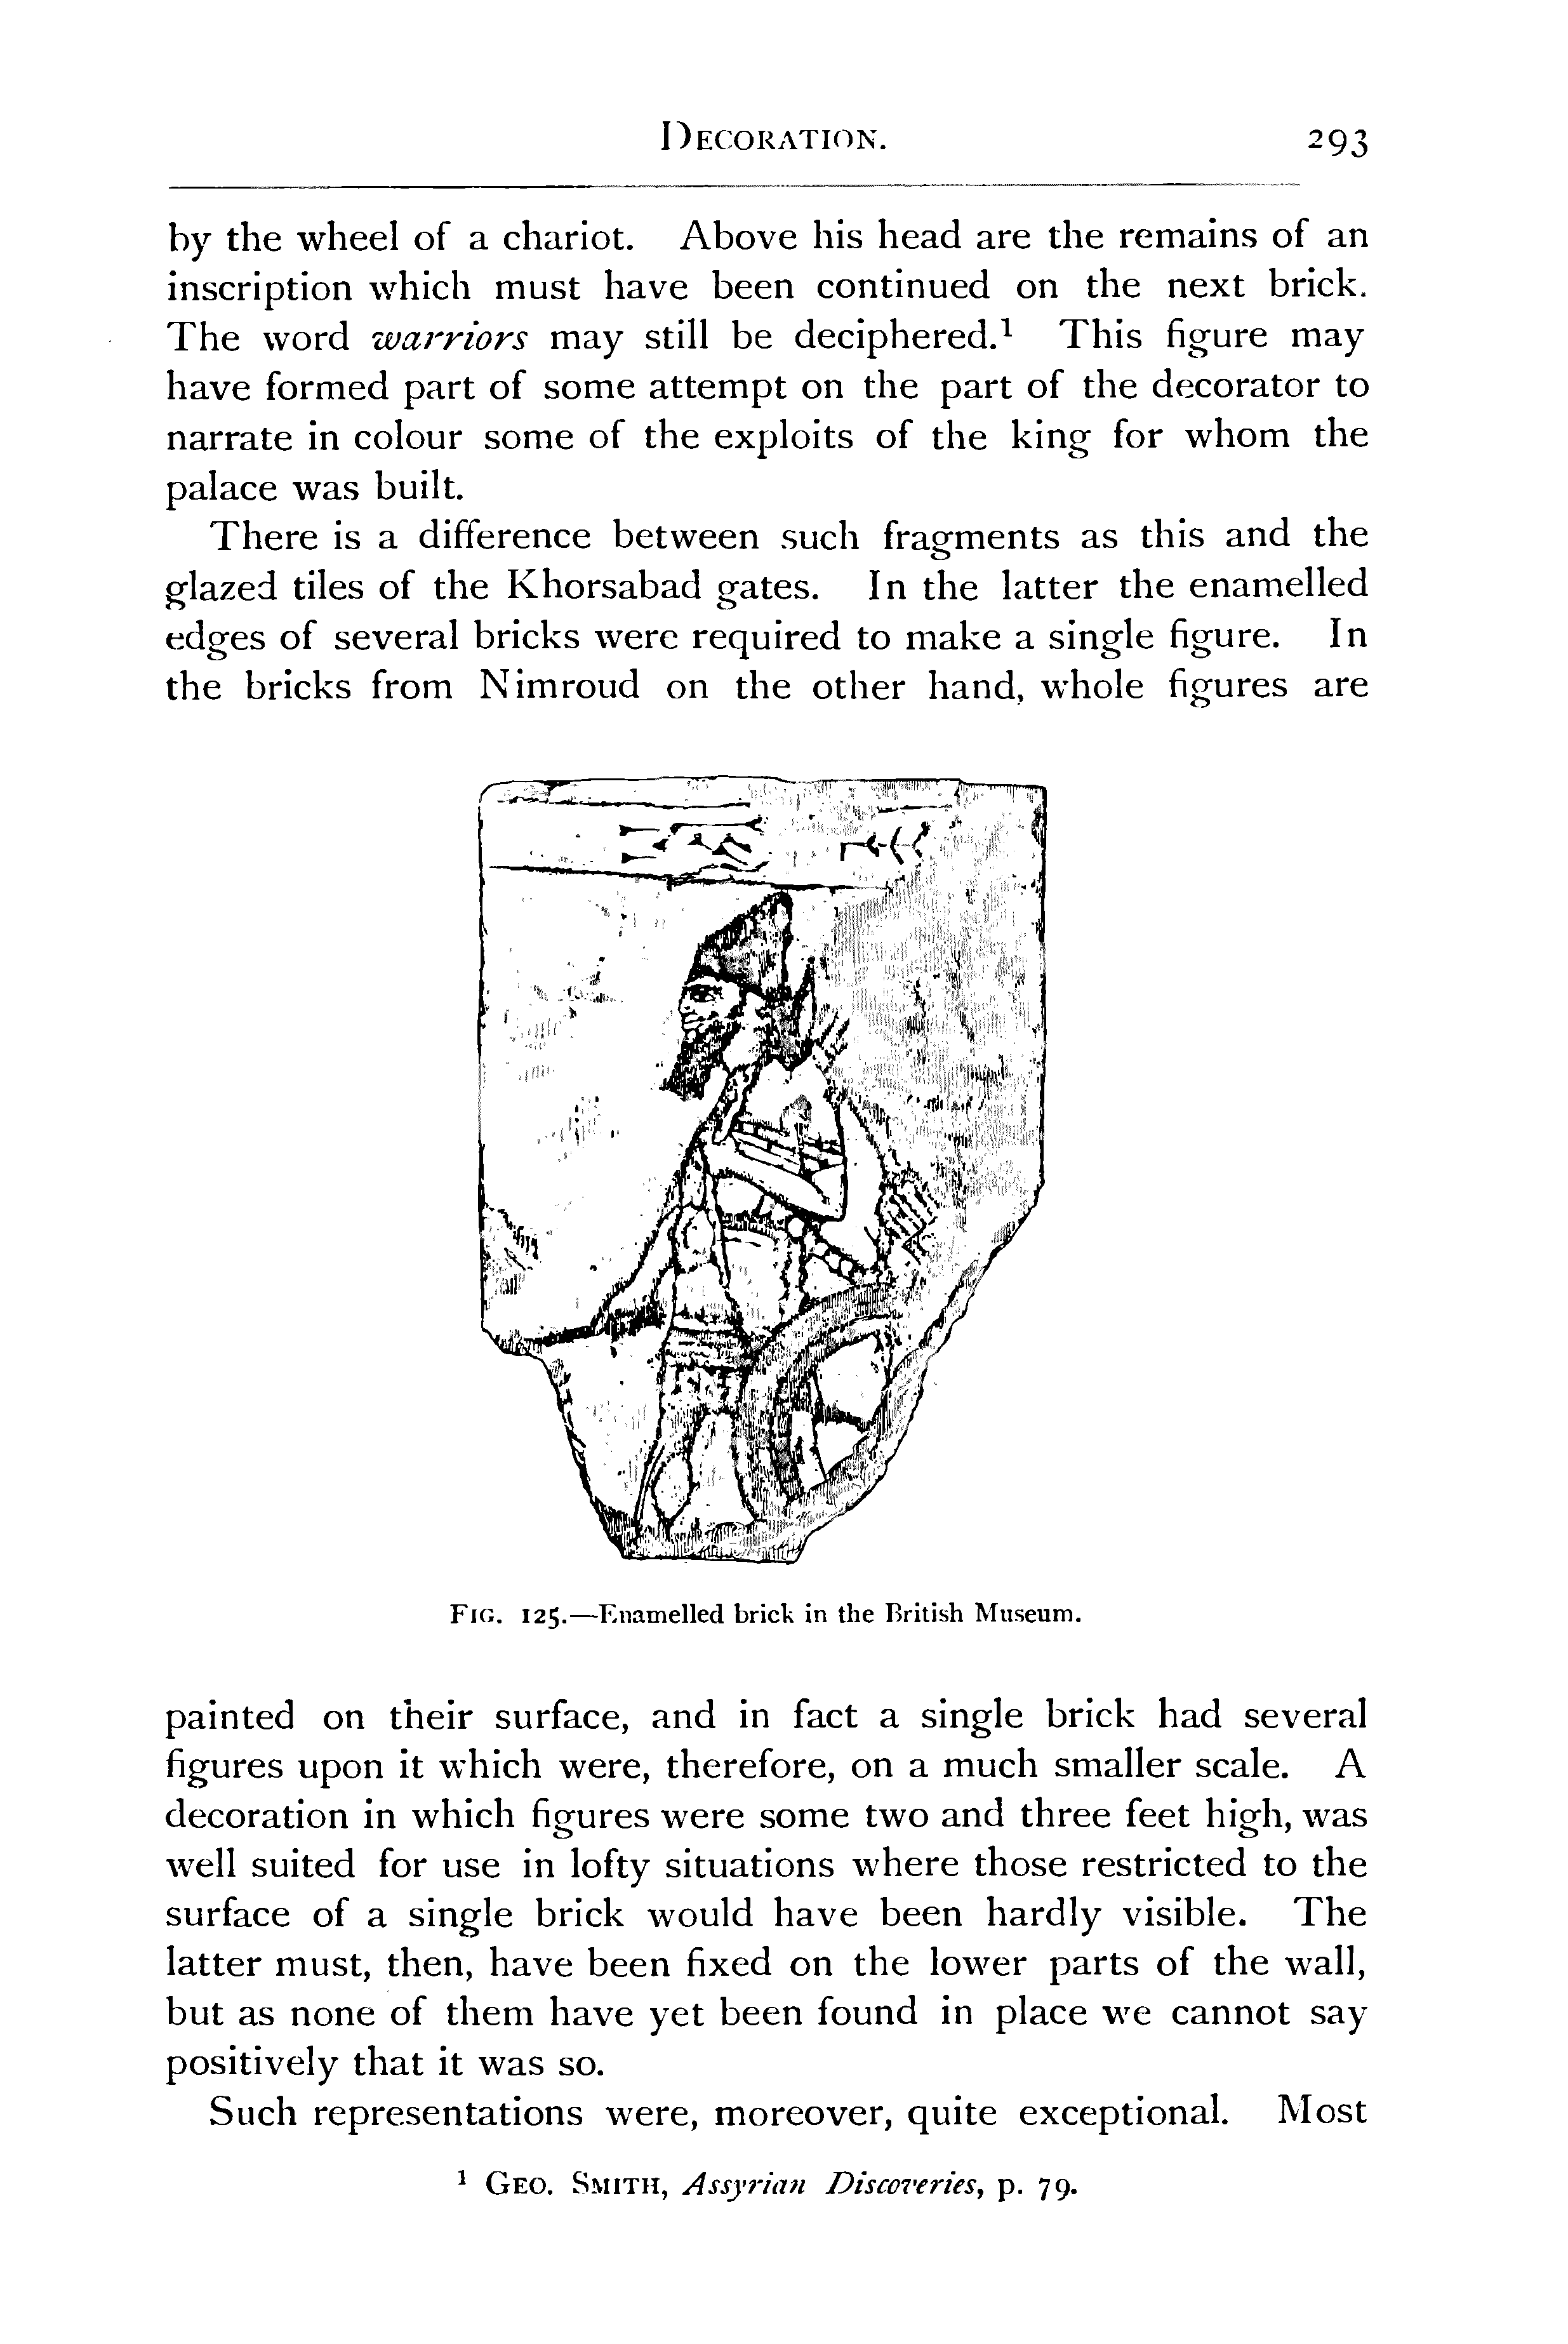 DECORATION. 293
by the wheel of a chariot. Above his head are the remains of an
inscription which must have been continued on the next brick.
The word warriors may still be deciphered.¹ This figure may
have formed part of some attempt on the part of the decorator to
narrate in colour some of the exploits of the king for whom the
palace was built.
There is a difference between such fragments as this and the
glazed tiles of the Khorsabad gates. In the latter the enamelled
edges of several bricks were required to make a single figure. In
the bricks from Nimroud on the other hand, whole figures are
FIG. 125.—Enamelled brick in the British Museum.
painted on their surface, and in fact a single brick had several
figures upon it which were, therefore, on a much smaller scale. A
decoration in which figures were some two and three feet high, was
well suited for use in lofty situations where those restricted to the
surface of a single brick would have been hardly visible. The
latter must, then, have been fixed on the lower parts of the wall,
but as none of them have yet been found in place we cannot say
positively that it was so.
Such representations were, moreover, quite exceptional. Most
¹ GEO. SMITH, Assyrian Discoveries, p. 79.